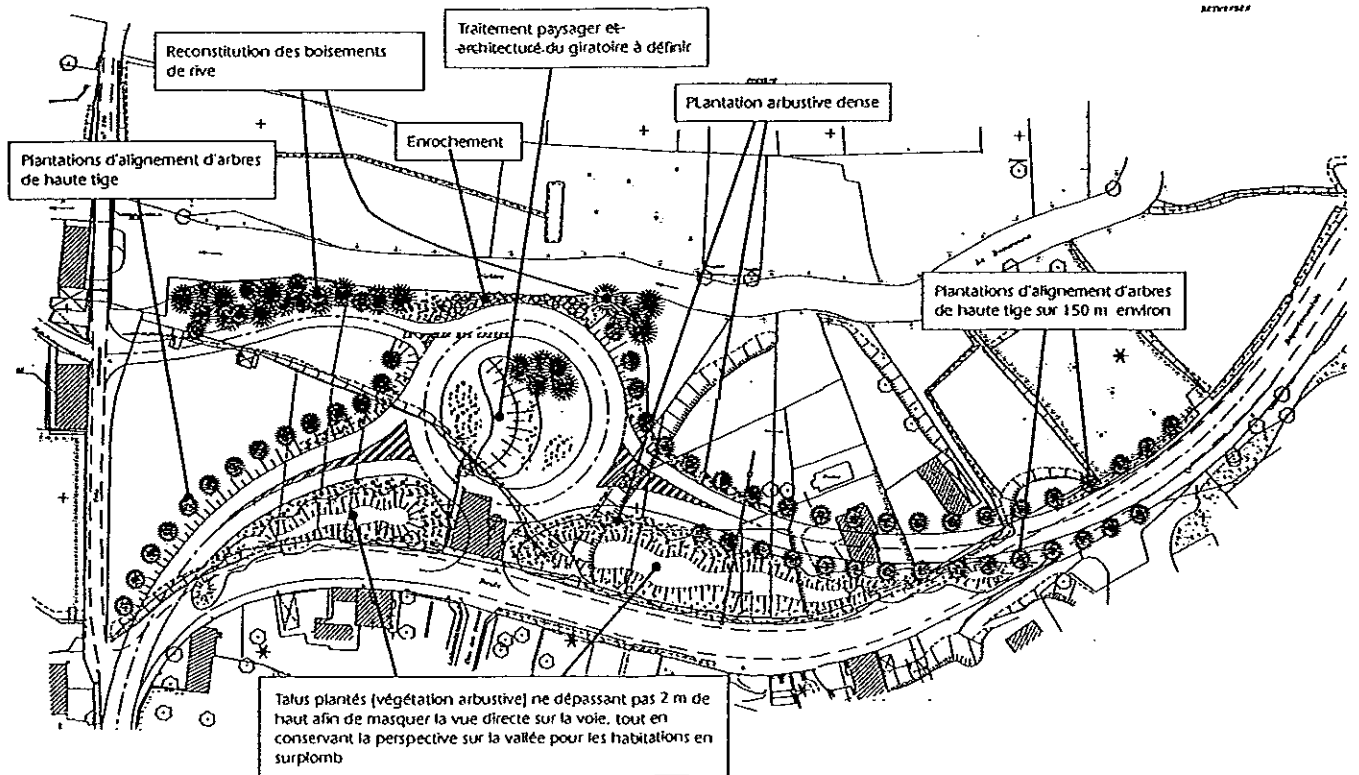 Traitement paysager et
architecture du giratoire à définir
Reconstitution des boisements
de rive
Plantation arbustive dense
Enrochement
Plantations d'alignement d'arbres
de haute tige
Plantations d'alignement d'arbres
de haute tige sur 150 m environ
Talus plantés (végétation arbustive) ne dépassant pas 2 m de
haut afin de masquer la vue directe sur la voie, tout en
conservant la perspective sur la vallée pour les habitations en
surplomb
Route